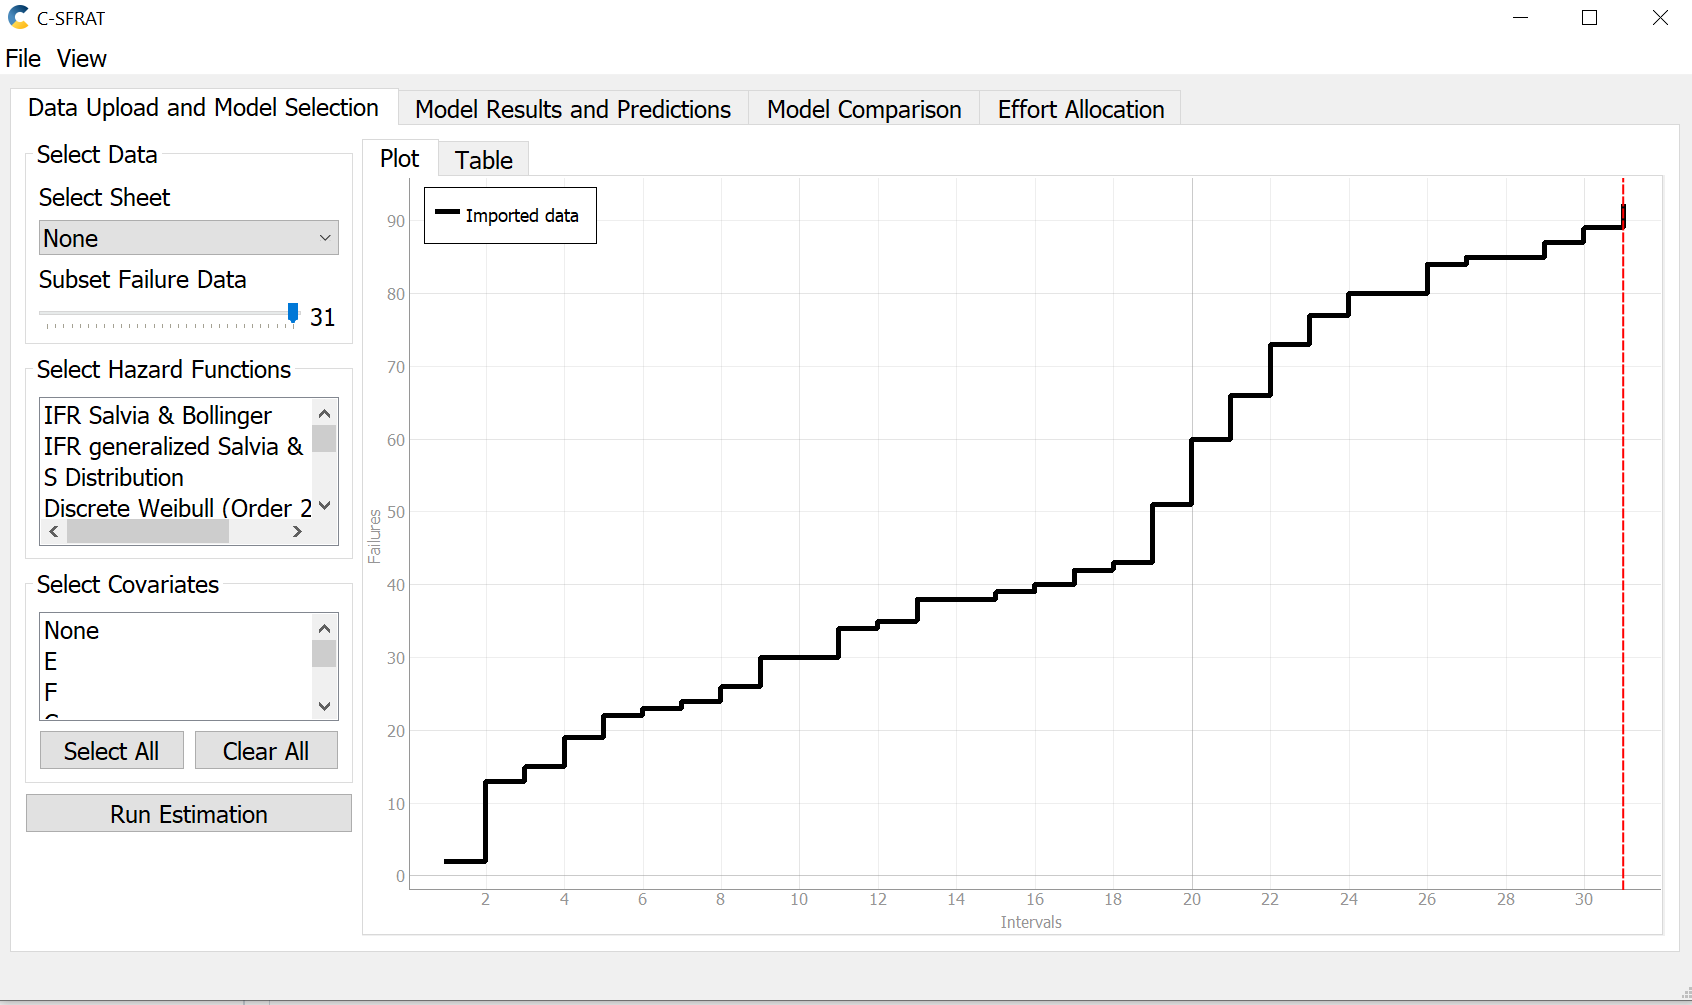 C-SFRAT
File View
Data Upload and Model Selection
Model Results and Predictions
Model Comparison
Effort Allocation
Select Data
Select Sheet
None
Subset Failure Data
31
Select Hazard Functions
IFR Salvia & Bollinger
IFR generalized Salvia &
S Distribution
Discrete Weibull (Order 2
Select Covariates
None
E
F
Select All
Clear All
Run Estimation
Plot
Table
Imported data
90
80
70
60
50
40
30
20
10
0
Failures
2 4 6 8 10 12 14 16 18 20 22 24 26 28 30
Intervals